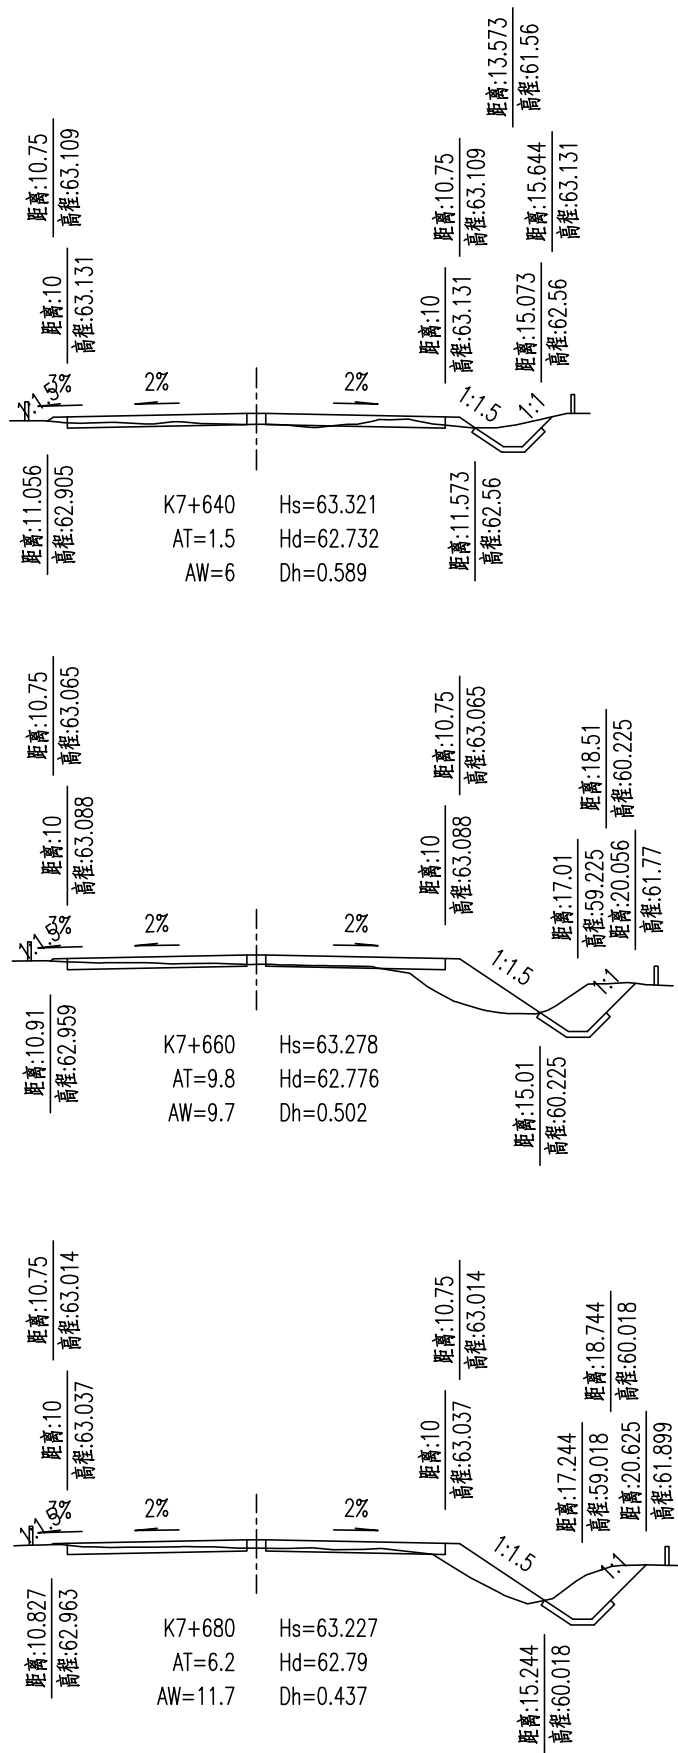 距离:13.573
高程:61.56
距离:10.75
高程:63.109
距离:10.75
高程:63.109
距离:15.644
高程:63.131
距离:10
高程:63.131
距离:10
高程:63.131
距离:15.073
高程:62.56
1:1.5
3%
2%
2%
1:1.5
1:1
距离:11.056
高程:62.905
K7+640 Hs=63.321
AT=1.5 Hd=62.732
AW=6 Dh=0.589
距离:11.573
高程:62.56
距离:10.75
高程:63.065
距离:10.75
高程:63.065
距离:18.51
高程:60.225
距离:10
高程:63.088
距离:10
高程:63.088
距离:17.01
高程:59.225
距离:20.056
高程:61.77
1:1.5
3%
2%
2%
1:1.5
1:1
距离:10.91
高程:62.959
K7+660 Hs=63.278
AT=9.8 Hd=62.776
AW=9.7 Dh=0.502
距离:15.01
高程:60.225
距离:10.75
高程:63.014
距离:10.75
高程:63.014
距离:18.744
高程:60.018
距离:10
高程:63.037
距离:10
高程:63.037
距离:17.244
高程:59.018
距离:20.625
高程:61.899
1:1.5
3%
2%
2%
1:1.5
1:1
距离:10.827
高程:62.963
K7+680 Hs=63.227
AT=6.2 Hd=62.79
AW=11.7 Dh=0.437
距离:15.244
高程:60.018